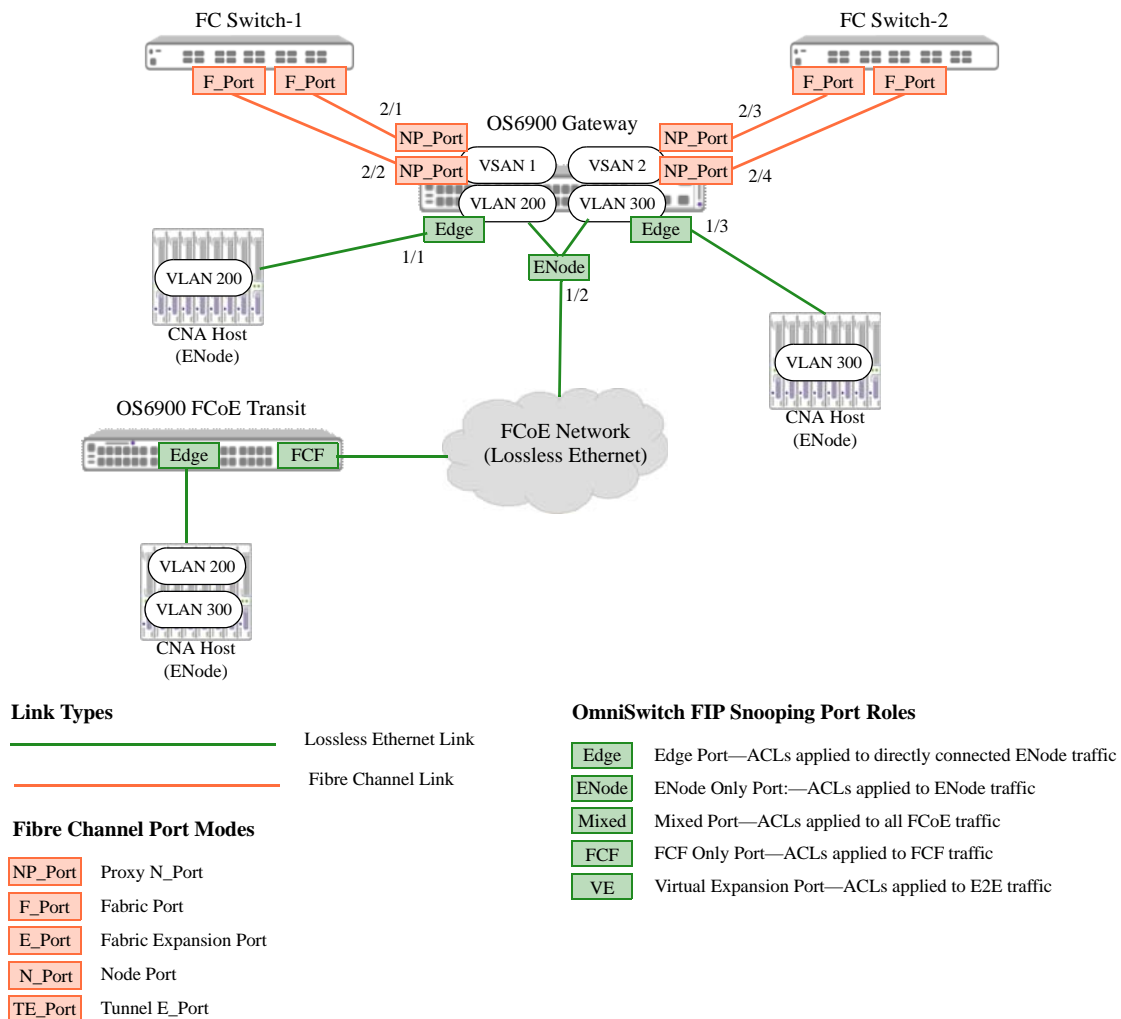 FC Switch-1
FC Switch-2
F_Port
F_Port
F_Port
F_Port
2/1
2/3
OS6900 Gateway
NP_Port
NP_Port
VSAN 1
VSAN 2
2/2
NP_Port
NP_Port
2/4
VLAN 200
VLAN 300
Edge
Edge
1/3
1/1
ENode
1/2
VLAN 200
CNA Host
(ENode)
VLAN 300
CNA Host
(ENode)
OS6900 FCoE Transit
Edge
FCF
FCoE Network
(Lossless Ethernet)
VLAN 200
VLAN 300
CNA Host
(ENode)
Link Types
Lossless Ethernet Link
Fibre Channel Link
Fibre Channel Port Modes
NP_Port Proxy N_Port
F_Port Fabric Port
E_Port Fabric Expansion Port
N_Port Node Port
TE_Port Tunnel E_Port
OmniSwitch FIP Snooping Port Roles
Edge Edge Port—ACLs applied to directly connected ENode traffic
ENode ENode Only Port:—ACLs applied to ENode traffic
Mixed Mixed Port—ACLs applied to all FCoE traffic
FCF FCF Only Port—ACLs applied to FCF traffic
VE Virtual Expansion Port—ACLs applied to E2E traffic